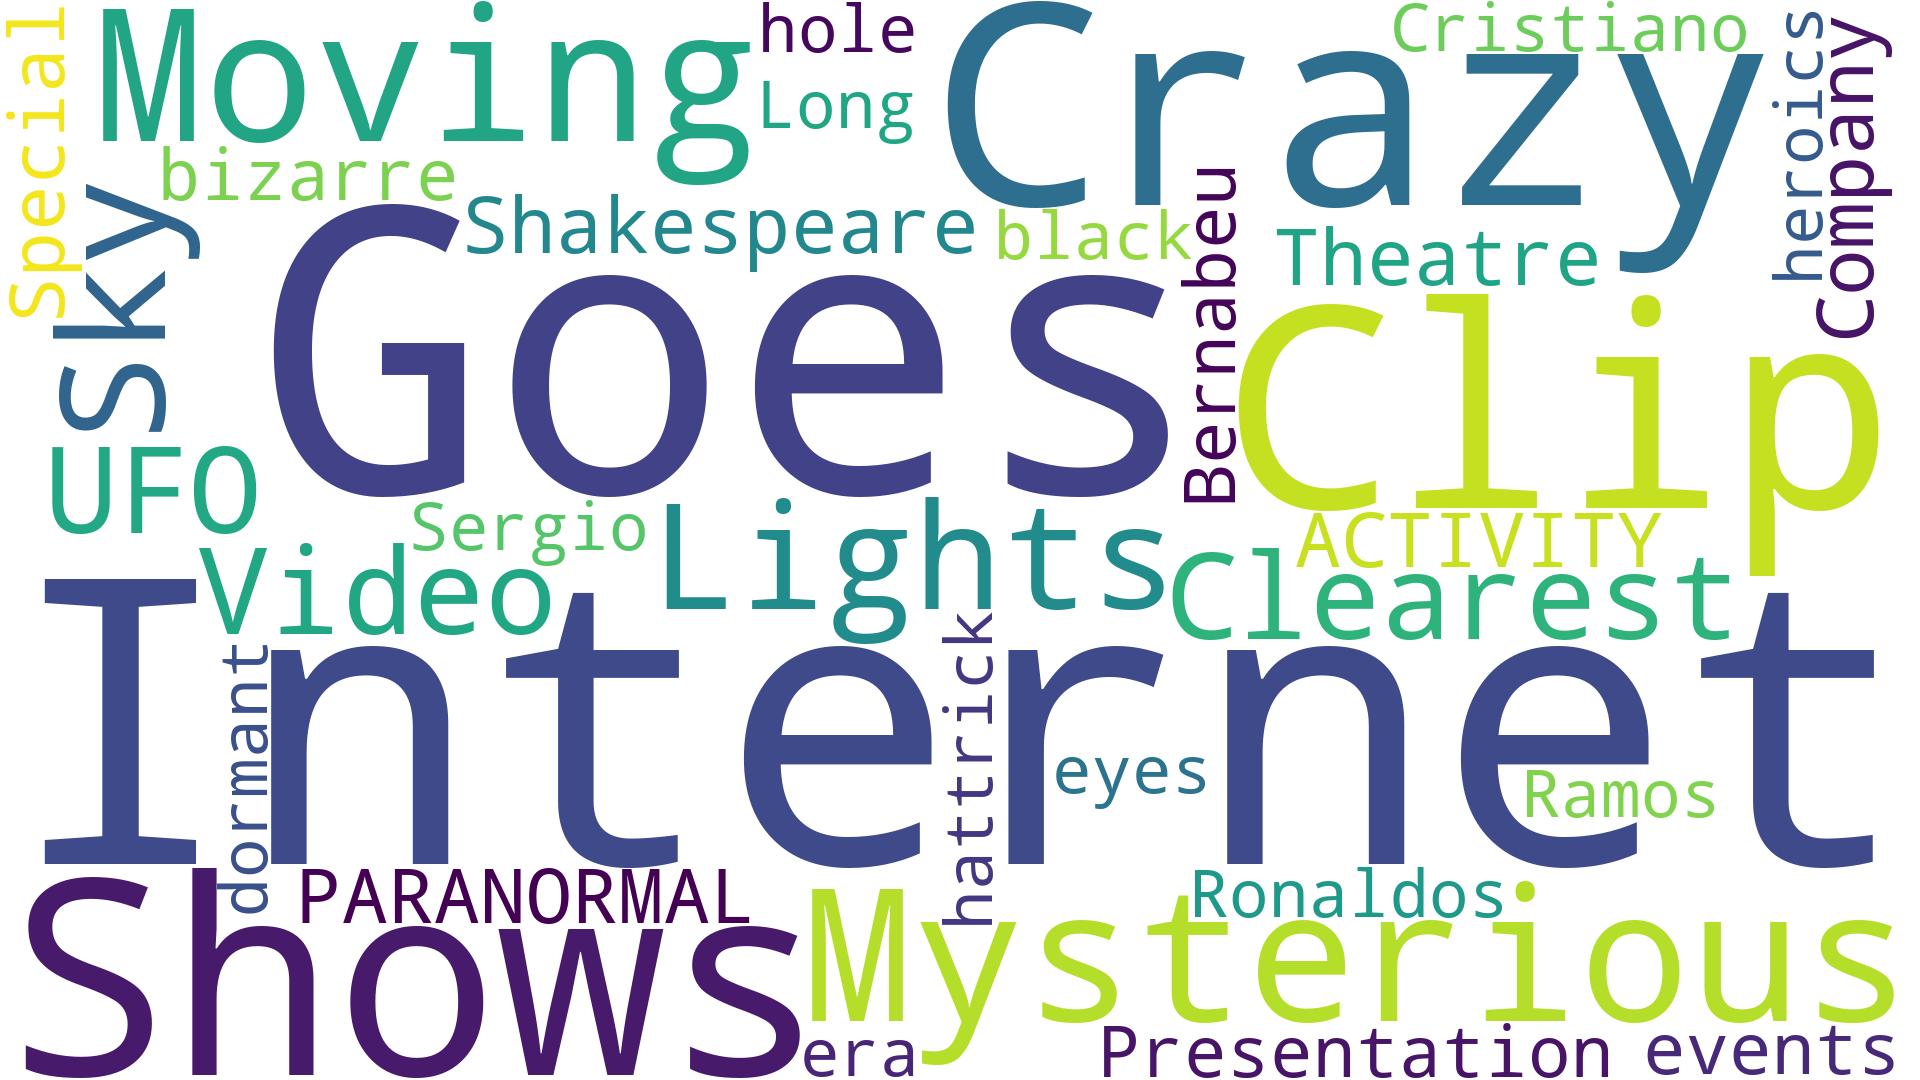 Special
Moving
hole
Crazy
Cristiano
heroics
Company
Long
bizarre
Sky
Shakespeare
black
Bernabeu
Theatre
Goes
Clip
UFO
Sergio
Lights
ACTIVITY
Video
Clearest
Internet
dormant
hattrick
eyes
Ramos
Shows
PARANORMAL
Mysterious
Ronaldos
era
Presentation
events